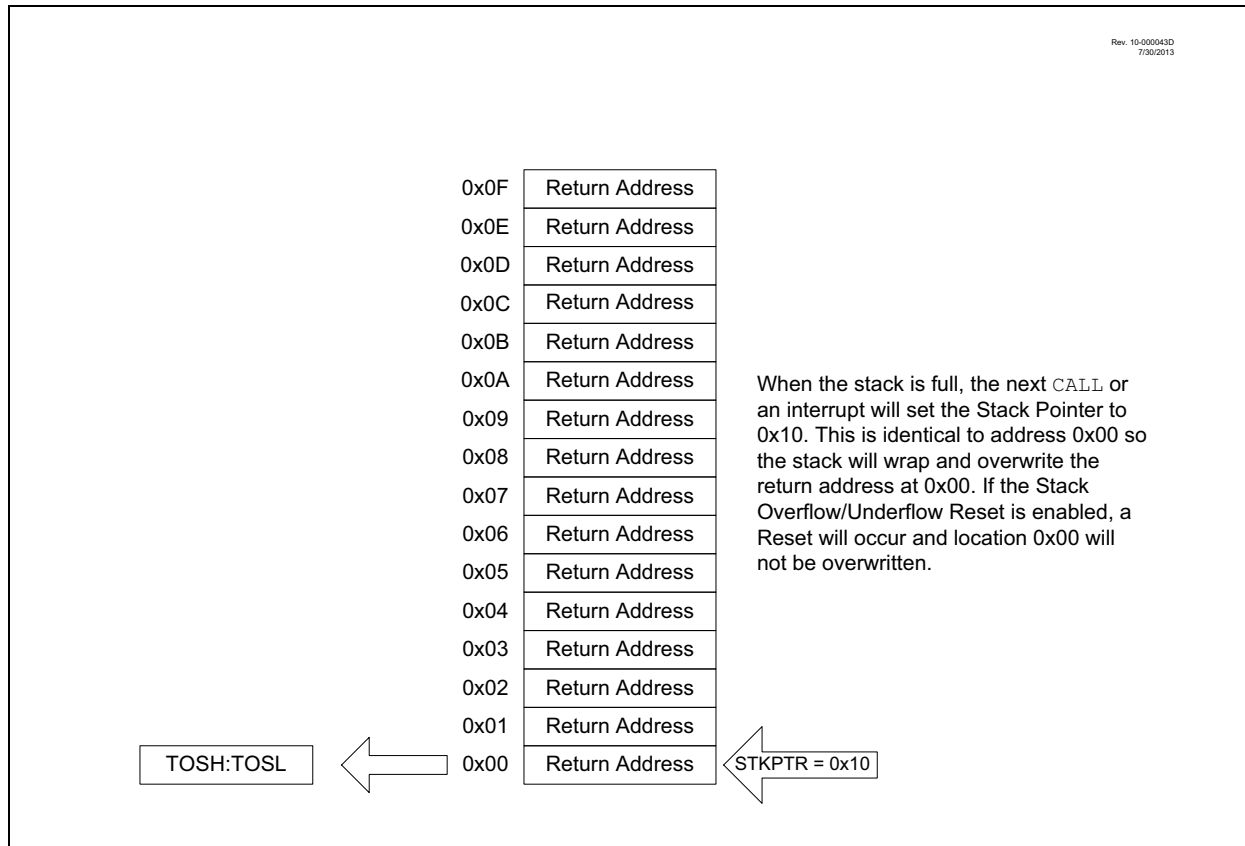 Rev. 10-000043D
7/30/2013
0x0F Return Address
0x0E Return Address
0x0D Return Address
0x0C Return Address
0x0B Return Address
0x0A Return Address
0x09 Return Address
0x08 Return Address
0x07 Return Address
0x06 Return Address
0x05 Return Address
0x04 Return Address
0x03 Return Address
0x02 Return Address
0x01 Return Address
TOSH:TOSL 0x00 Return Address STKPTR = 0x10
When the stack is full, the next CALL or
an interrupt will set the Stack Pointer to
0x10. This is identical to address 0x00 so
the stack will wrap and overwrite the
return address at 0x00. If the Stack
Overflow/Underflow Reset is enabled, a
Reset will occur and location 0x00 will
not be overwritten.